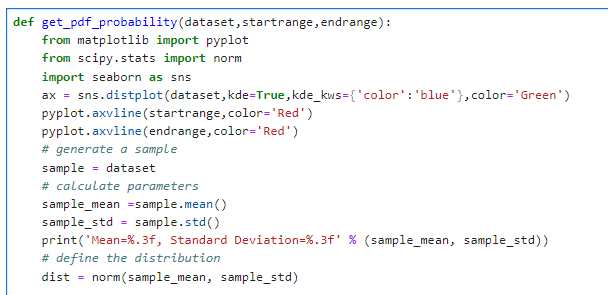 def get_pdf_probability(dataset,startrange,endrange):
    from matplotlib import pyplot
    from scipy.stats import norm
    import seaborn as sns
    ax = sns.distplot(dataset,kde=True,kde_kws={'color':'blue'},color='Green')
    pyplot.axvline(startrange,color='Red')
    pyplot.axvline(endrange,color='Red')
    # generate a sample
    sample = dataset
    # calculate parameters
    sample_mean =sample.mean()
    sample_std = sample.std()
    print('Mean=%.3f, Standard Deviation=%.3f' % (sample_mean, sample_std))
    # define the distribution
    dist = norm(sample_mean, sample_std)